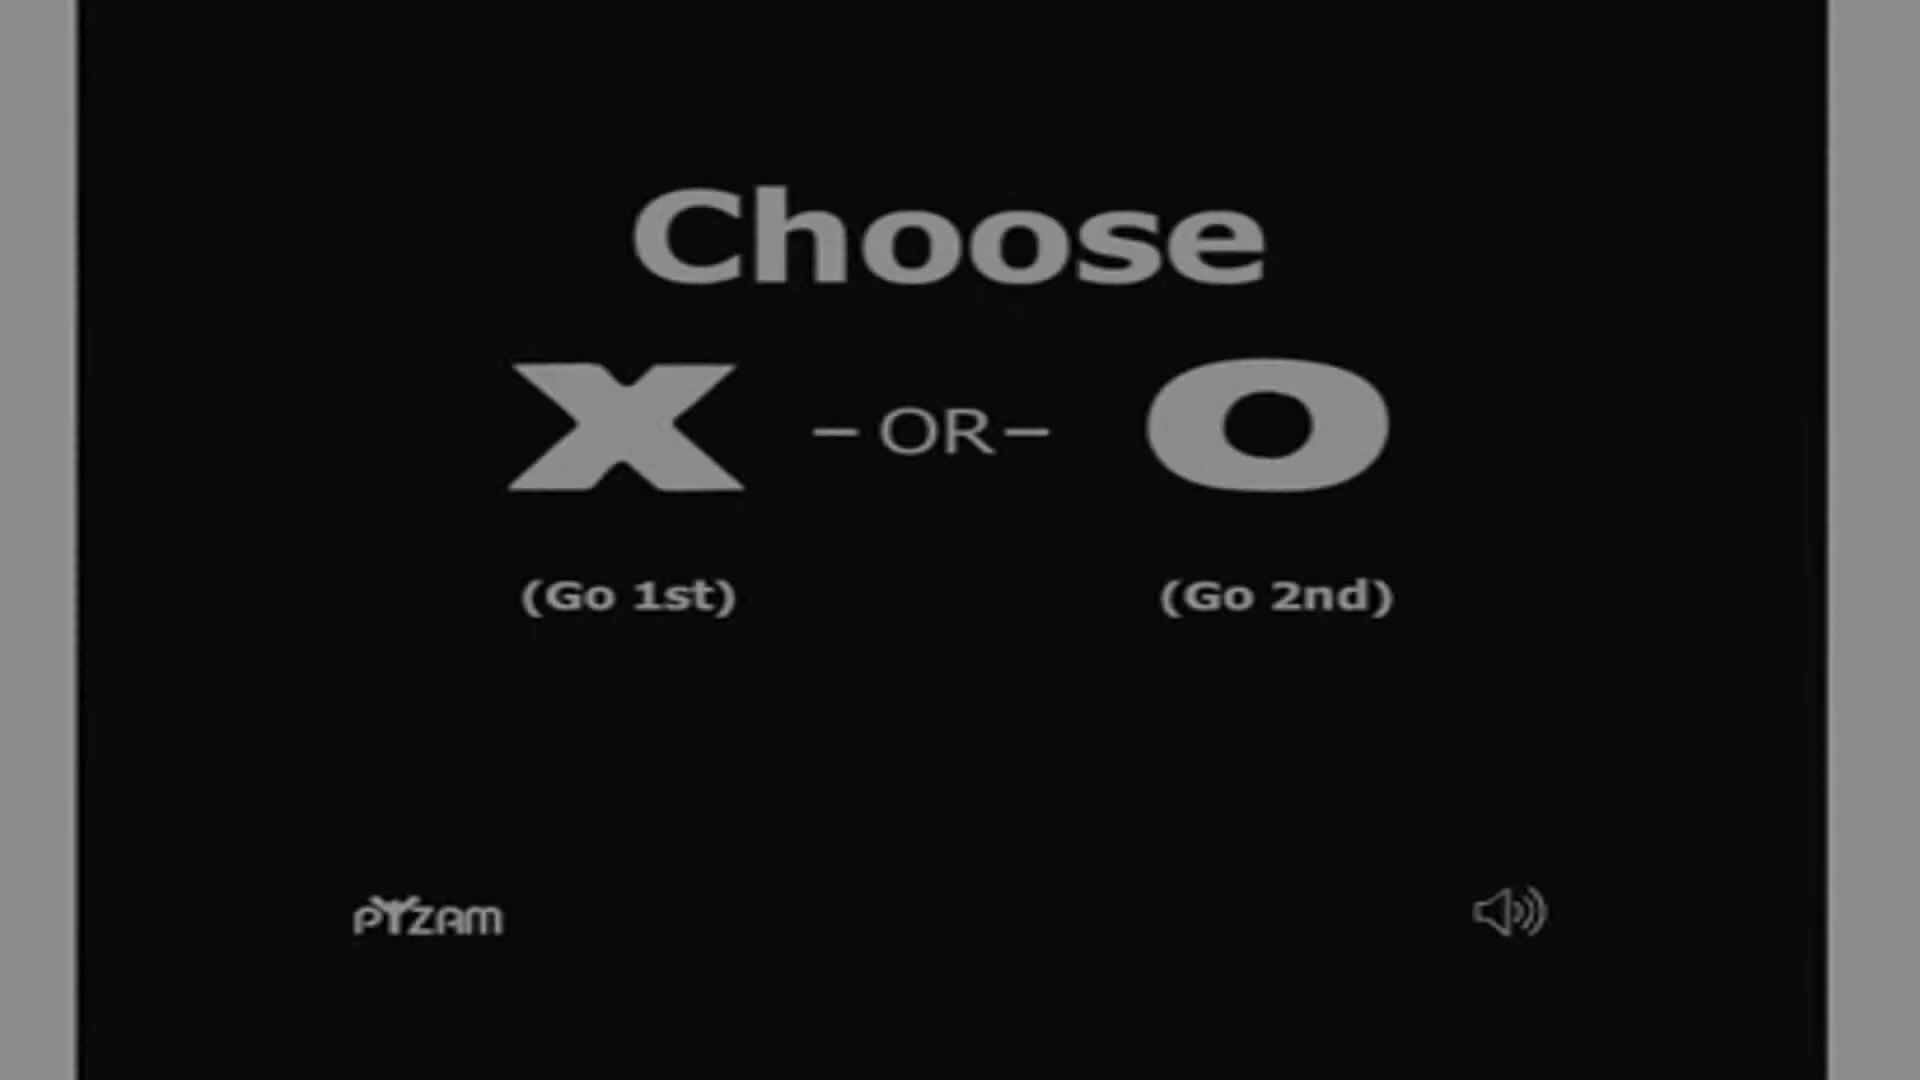 Choose
X – OR – O
(Go 1st) (Go 2nd)
PYZAM